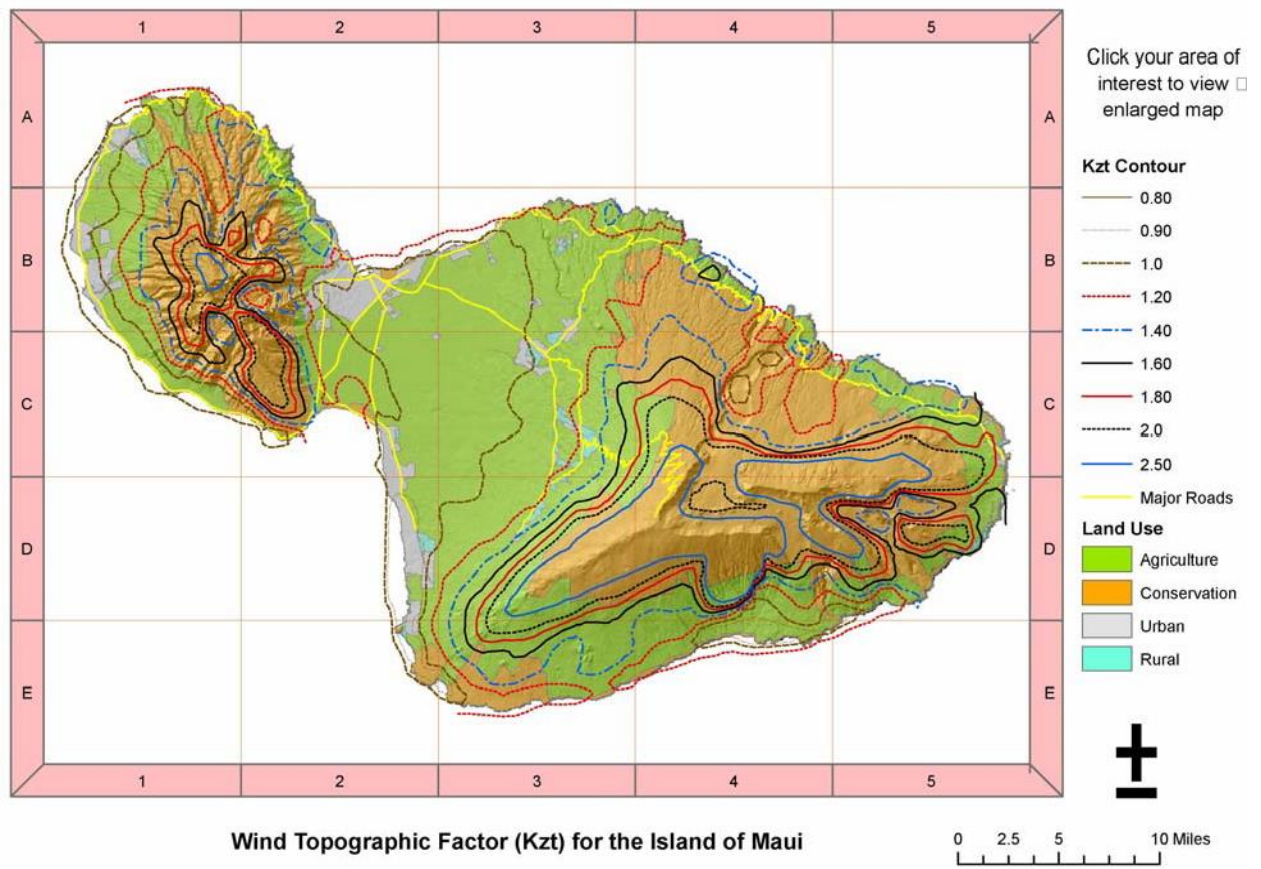 1 2 3 4 5
A A
B B
C C
D D
E E
1 2 3 4 5
Click your area of
interest to view □
enlarged map
Kzt Contour
0.80
0.90
1.0
1.20
1.40
1.60
1.80
2.0
2.50
Major Roads
Land Use
Agriculture
Conservation
Urban
Rural
Wind Topographic Factor (Kzt) for the Island of Maui
0 2.5 5 10 Miles